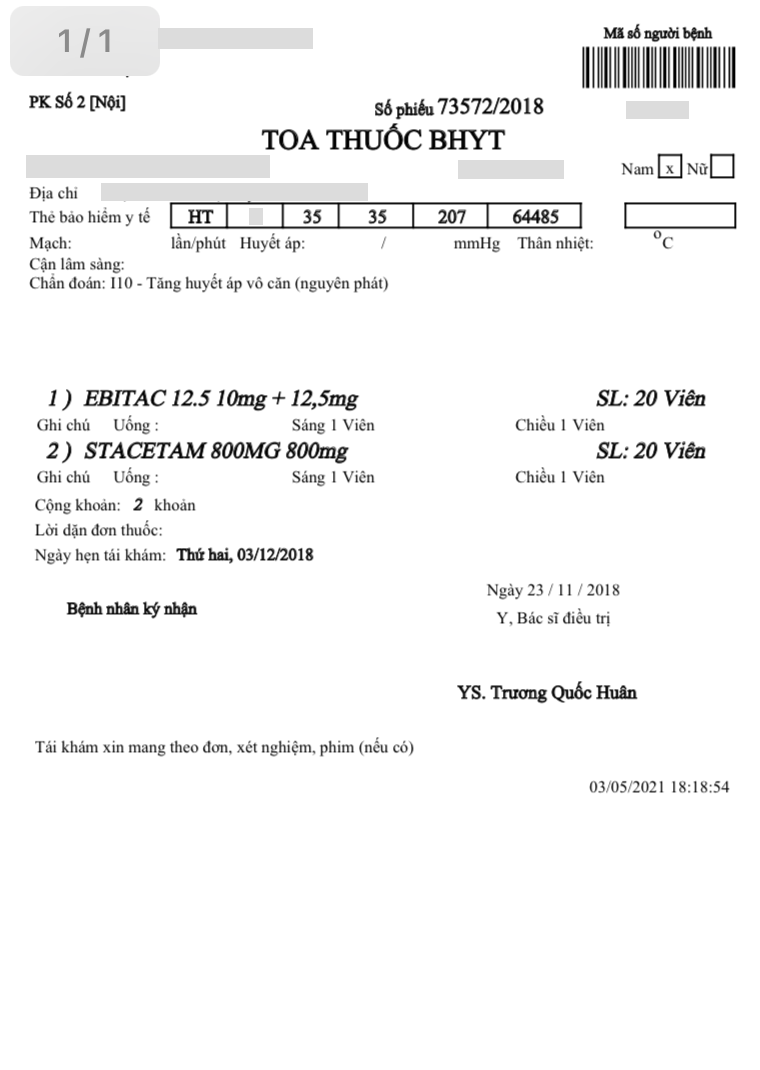 1/1
Mã số người bệnh
PK Số 2 [Nội]
Số phiếu 73572/2018
TOA THUỐC BHYT
Nam x Nữ
Địa chỉ
Thẻ bảo hiểm y tế HT 35 35 207 64485
Mạch: lần/phút Huyết áp: / mmHg Thân nhiệt: °C
Cận lâm sàng:
Chẩn đoán: I10 - Tăng huyết áp vô căn (nguyên phát)
1 ) EBITAC 12.5 10mg + 12,5mg SL: 20 Viên
Ghi chú Uống : Sáng 1 Viên Chiều 1 Viên
2 ) STACETAM 800MG 800mg SL: 20 Viên
Ghi chú Uống : Sáng 1 Viên Chiều 1 Viên
Cộng khoản: 2 khoản
Lời dặn đơn thuốc:
Ngày hẹn tái khám: Thứ hai, 03/12/2018
Ngày 23 / 11 / 2018
Bệnh nhân ký nhận
Y, Bác sĩ điều trị
YS. Trương Quốc Huân
Tái khám xin mang theo đơn, xét nghiệm, phim (nếu có)
03/05/2021 18:18:54